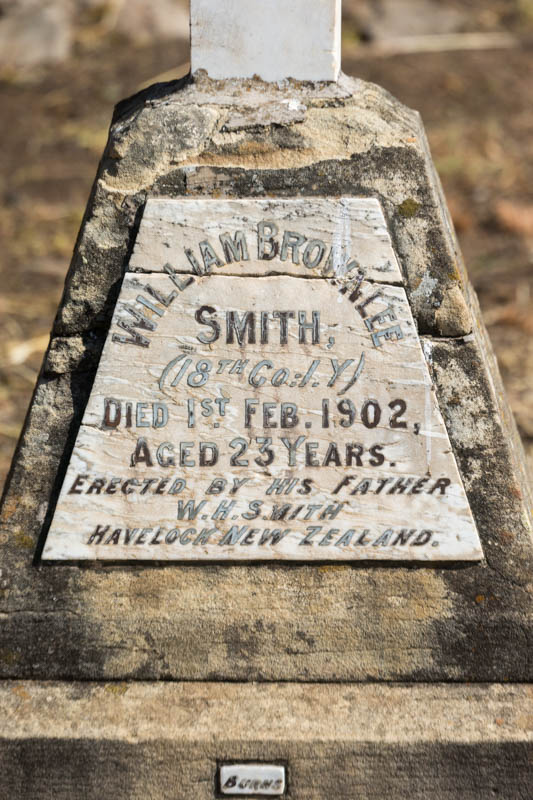 WILLIAM BROWNLEE
SMITH,
(18TH Co:I.Y)
DIED 1ST FEB. 1902,
AGED 23 YEARS.
ERECTED BY HIS FATHER
W.H.SMITH
HAVELOCK NEW ZEALAND.
BURNS